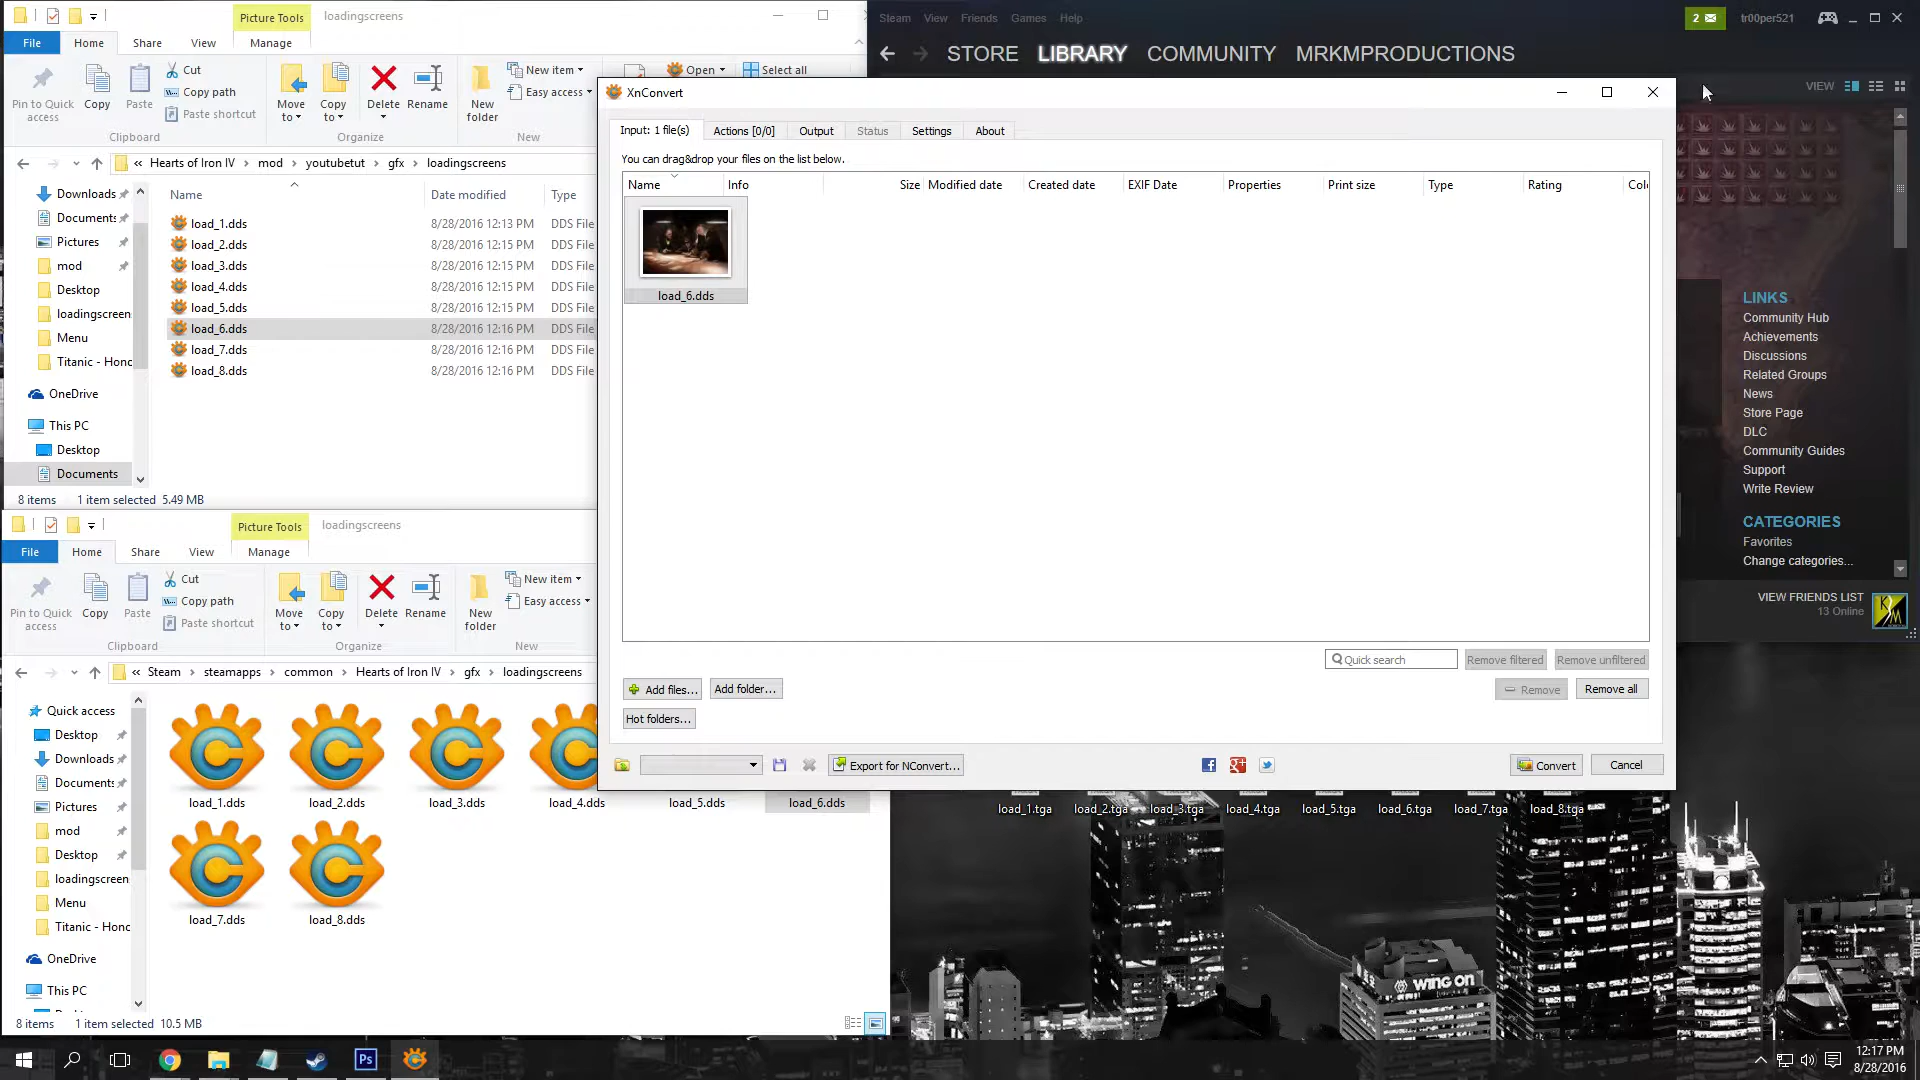 Picture Tools
loadingscreens
File
Home
Share
View
Manage
Pin to Quick access
Copy
Paste
Cut
Copy path
Paste shortcut
Move to
Copy to
Delete
Rename
New folder
New item
Easy access
Open
Select all
Clipboard
Organize
New
« Hearts of Iron IV > mod > youtubetut > gfx > loadingscreens
Downloads
Documents
Pictures
mod
Desktop
loadingscreen
Menu
Titanic - Hono
OneDrive
This PC
Desktop
Documents
Name
Date modified
Type
load_1.dds 8/28/2016 12:13 PM DDS File
load_2.dds 8/28/2016 12:15 PM DDS File
load_3.dds 8/28/2016 12:15 PM DDS File
load_4.dds 8/28/2016 12:15 PM DDS File
load_5.dds 8/28/2016 12:15 PM DDS File
load_6.dds 8/28/2016 12:16 PM DDS File
load_7.dds 8/28/2016 12:16 PM DDS File
load_8.dds 8/28/2016 12:16 PM DDS File
8 items 1 item selected 5.49 MB
Steam View Friends Games Help
2
tr00per521
STORE LIBRARY COMMUNITY MRKMPRODUCTIONS
VIEW
LINKS
Community Hub
Achievements
Discussions
Related Groups
News
Store Page
DLC
Community Guides
Support
Write Review
CATEGORIES
Favorites
Change categories...
VIEW FRIENDS LIST
13 Online
XnConvert
Input: 1 file(s)
Actions [0/0]
Output
Status
Settings
About
You can drag&drop your files on the list below.
Name Info Size Modified date Created date EXIF Date Properties Print size Type Rating Col
load_6.dds
Quick search
Remove filtered
Remove unfiltered
Add files...
Add folder...
Remove
Remove all
Hot folders...
Export for NConvert...
Convert
Cancel
Picture Tools
loadingscreens
File
Home
Share
View
Manage
Pin to Quick access
Copy
Paste
Cut
Copy path
Paste shortcut
Move to
Copy to
Delete
Rename
New folder
New item
Easy access
Clipboard
Organize
New
« Steam > steamapps > common > Hearts of Iron IV > gfx > loadingscreens
Quick access
Desktop
Downloads
Documents
Pictures
mod
Desktop
loadingscreen
Menu
Titanic - Hono
OneDrive
This PC
load_1.dds
load_2.dds
load_3.dds
load_4.dds
load_5.dds
load_6.dds
load_7.dds
load_8.dds
8 items 1 item selected 10.5 MB
load_1.tga
load_2.tga
load_3.tga
load_4.tga
load_5.tga
load_6.tga
load_7.tga
load_8.tga
WING ON
Ps
12:17 PM
8/28/2016